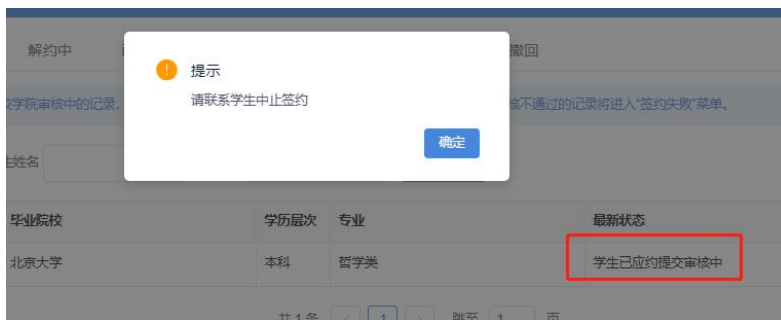 解约中
撤回
提示
请联系学生中止签约
学院审核中的记录,
核不通过的记录将进入“签约失败”菜单。
确定
生姓名
毕业院校 学历层次 专业 最新状态
北京大学 本科 哲学类 学生已应约提交审核中
共1条 < 1 > 跳至 1 页